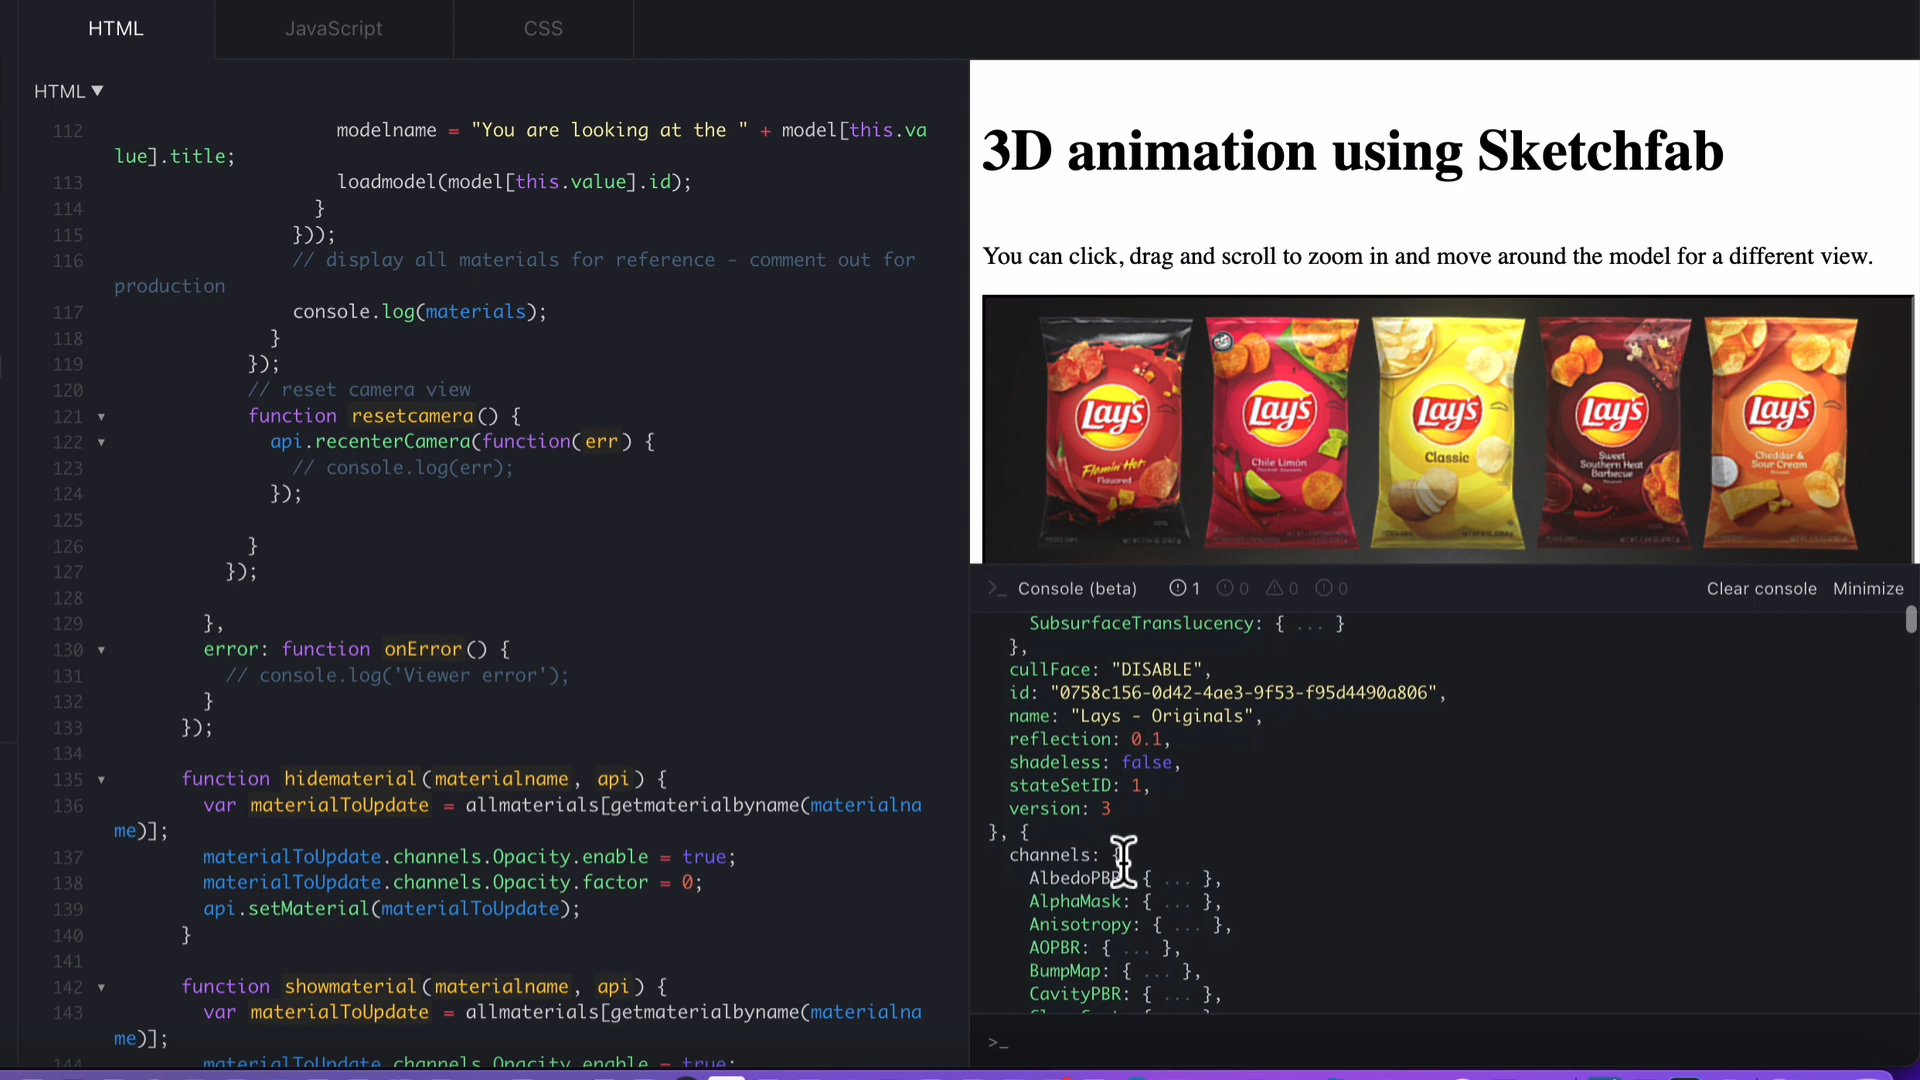 HTML
JavaScript
CSS
HTML ▼
112 modelname = "You are looking at the " + model[this.va
lue].title;
113 loadmodel(model[this.value].id);
114 }
115 }));
116 // display all materials for reference - comment out for
production
117 console.log(materials);
118 }
119 });
120 // reset camera view
121 ▼ function resetcamera() {
122 ▼ api.recenterCamera(function(err) {
123 // console.log(err);
124 });
125
126 }
127 });
128
129 },
130 ▼ error: function onError() {
131 // console.log('Viewer error');
132 }
133 });
134
135 ▼ function hidematerial(materialname, api) {
136 var materialToUpdate = allmaterials[getmaterialbyname(materialna
me)];
137 materialToUpdate.channels.Opacity.enable = true;
138 materialToUpdate.channels.Opacity.factor = 0;
139 api.setMaterial(materialToUpdate);
140 }
141
142 ▼ function showmaterial(materialname, api) {
143 var materialToUpdate = allmaterials[getmaterialbyname(materialna
me)];
144 materialToUpdate.channels.Opacity.enable = true;
3D animation using Sketchfab
You can click, drag and scroll to zoom in and move around the model for a different view.
Lay's
Flamin' Hot
Flavored
Lay's
Chile Limón
Lay's
Classic
Lay's
Sweet
Southern Heat
Barbecue
Lay's
Cheddar &
Sour Cream
>_ Console (beta) 1 0 0 0 Clear console Minimize
SubsurfaceTranslucency: { ... }
},
cullFace: "DISABLE",
id: "0758c156-0d42-4ae3-9f53-f95d4490a806",
name: "Lays - Originals",
reflection: 0.1,
shadeless: false,
stateSetID: 1,
version: 3
}, {
channels: {
AlbedoPBR: { ... },
AlphaMask: { ... },
Anisotropy: { ... },
AOPBR: { ... },
BumpMap: { ... },
CavityPBR: { ... },
>_